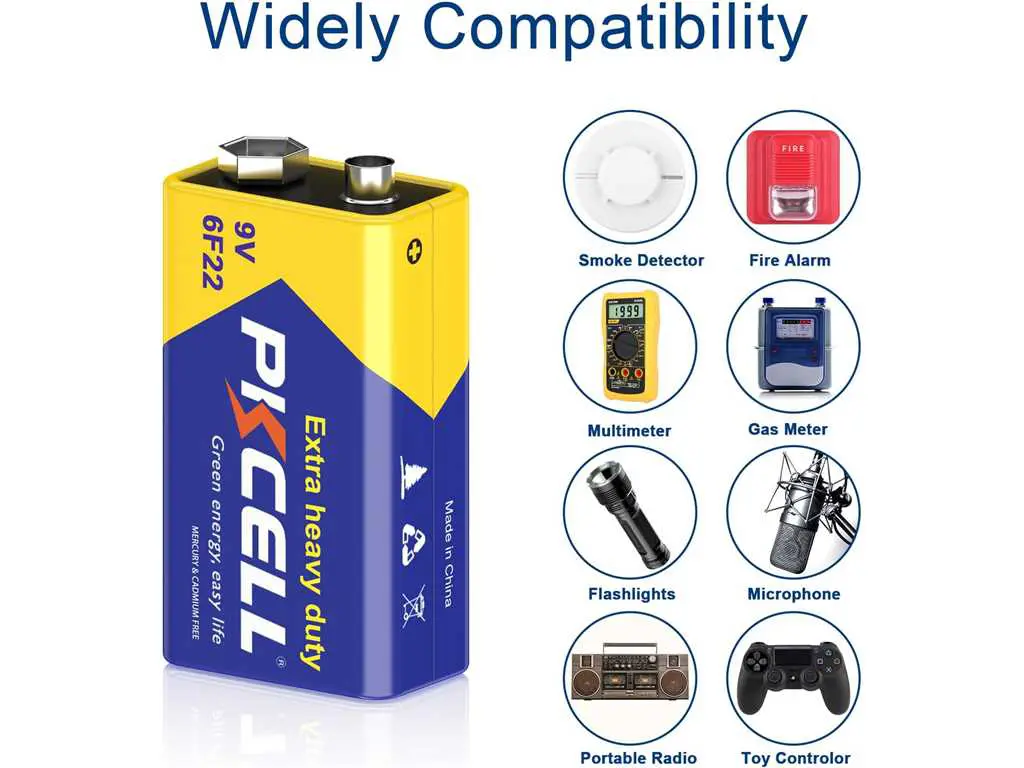 Widely Compatibility
9V
6F22
PKCELL
®
Extra heavy duty
Green energy, easy life
MERCURY & CADMIUM FREE
Made in China
FIRE
Smoke Detector
Fire Alarm
1999
Multimeter
Gas Meter
Flashlights
Microphone
Portable Radio
Toy Controlor